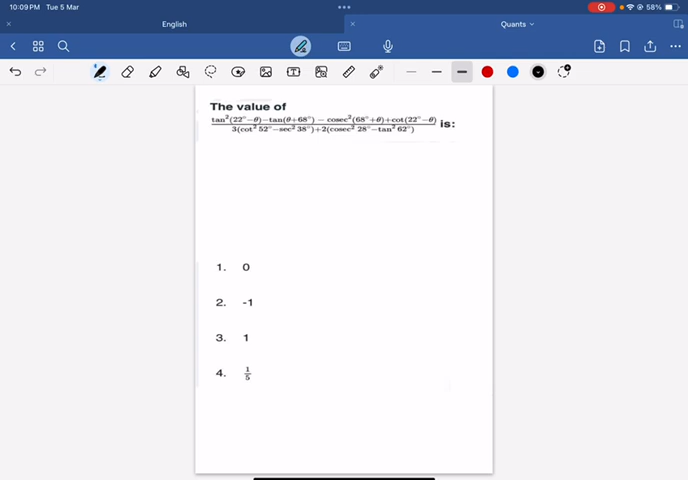 10:09 PM Tue 5 Mar
58%
English
Quants
The value of
tan²(22°−θ)−tan(θ+68°) − cosec²(68°+θ)+cot(22°−θ)
is:
3(cot² 52°−sec² 38°)+2(cosec² 28°−tan² 62°)
1. 0
2. -1
3. 1
4. 1/5